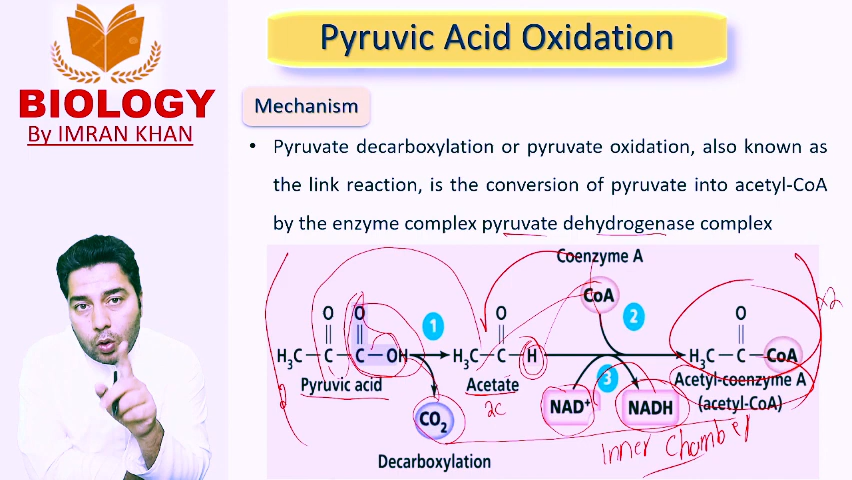 Pyruvic Acid Oxidation
BIOLOGY
By IMRAN KHAN
Mechanism
• Pyruvate decarboxylation or pyruvate oxidation, also known as
the link reaction, is the conversion of pyruvate into acetyl-CoA
by the enzyme complex pyruvate dehydrogenase complex
Coenzyme A
CoA
O O 1 O 2 O
H₃C—C—C—OH H₃C—C—H H₃C—C—CoA
x2
Pyruvic acid Acetate 3 Acetyl-coenzyme A
(acetyl-CoA)
2C
CO₂ NAD⁺ NADH
Inner Chamber
Decarboxylation